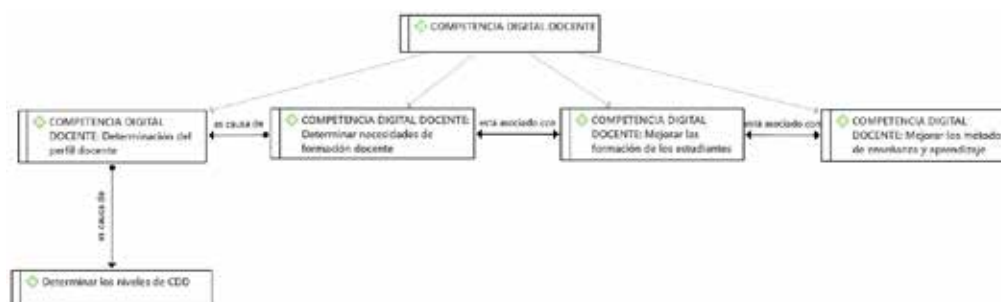 COMPETENCIA DIGITAL DOCENTE
COMPETENCIA DIGITAL
DOCENTE: Determinación del
perfil docente
es causa de
COMPETENCIA DIGITAL DOCENTE:
Determinar necesidades de
formación docente
está asociado con
COMPETENCIA DIGITAL
DOCENTE: Mejorar las
formación de los estudiantes
está asociado con
COMPETENCIA DIGITAL
DOCENTE: Mejorar los métodos
de enseñanza y aprendizaje
es causa de
Determinar los niveles de CDD